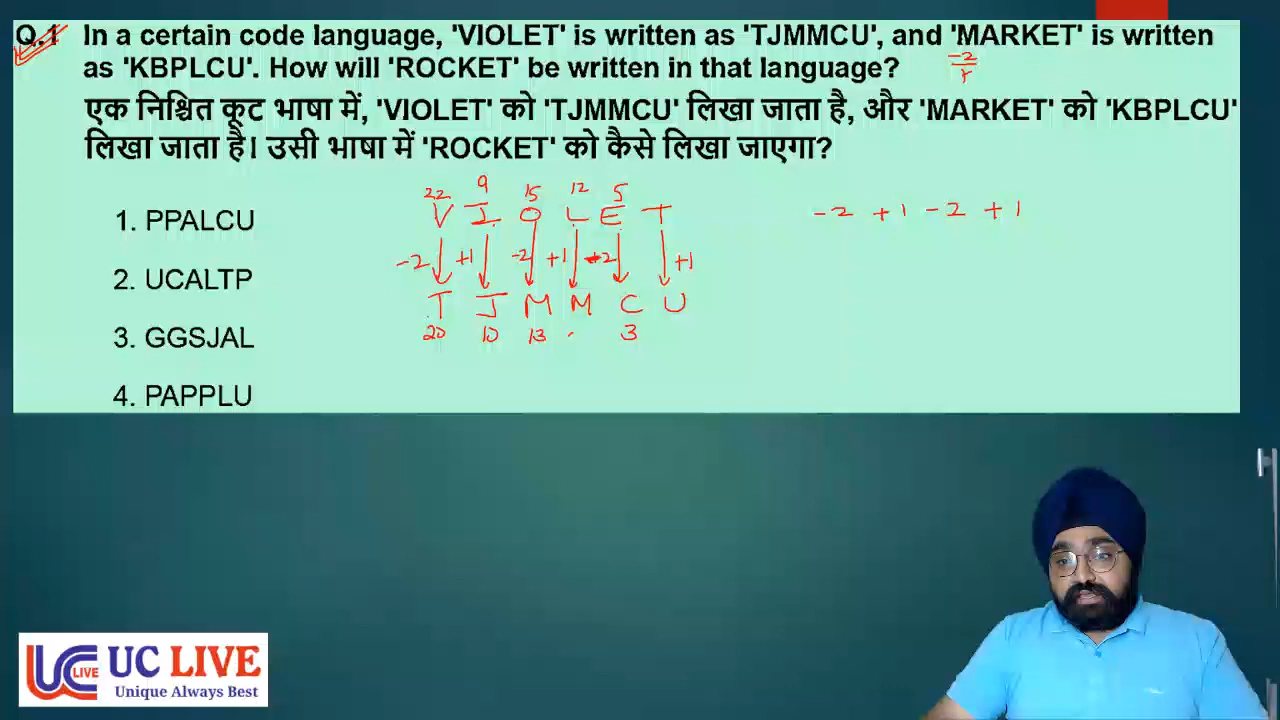 Q.1 In a certain code language, 'VIOLET' is written as 'TJMMCU', and 'MARKET' is written
as 'KBPLCU'. How will 'ROCKET' be written in that language?
-2
एक निश्चित कूट भाषा में, 'VIOLET' को 'TJMMCU' लिखा जाता है, और 'MARKET' को 'KBPLCU'
लिखा जाता है। उसी भाषा में 'ROCKET' को कैसे लिखा जाएगा?
22 9 15 12 5
V I O L E T
-2 +1 -2 +1
-2 +1 -2 +1 -2 +1
T J M M C U
20 10 13 3
1. PPALCU
2. UCALTP
3. GGSJAL
4. PAPPLU
UC LIVE
LIVE
Unique Always Best